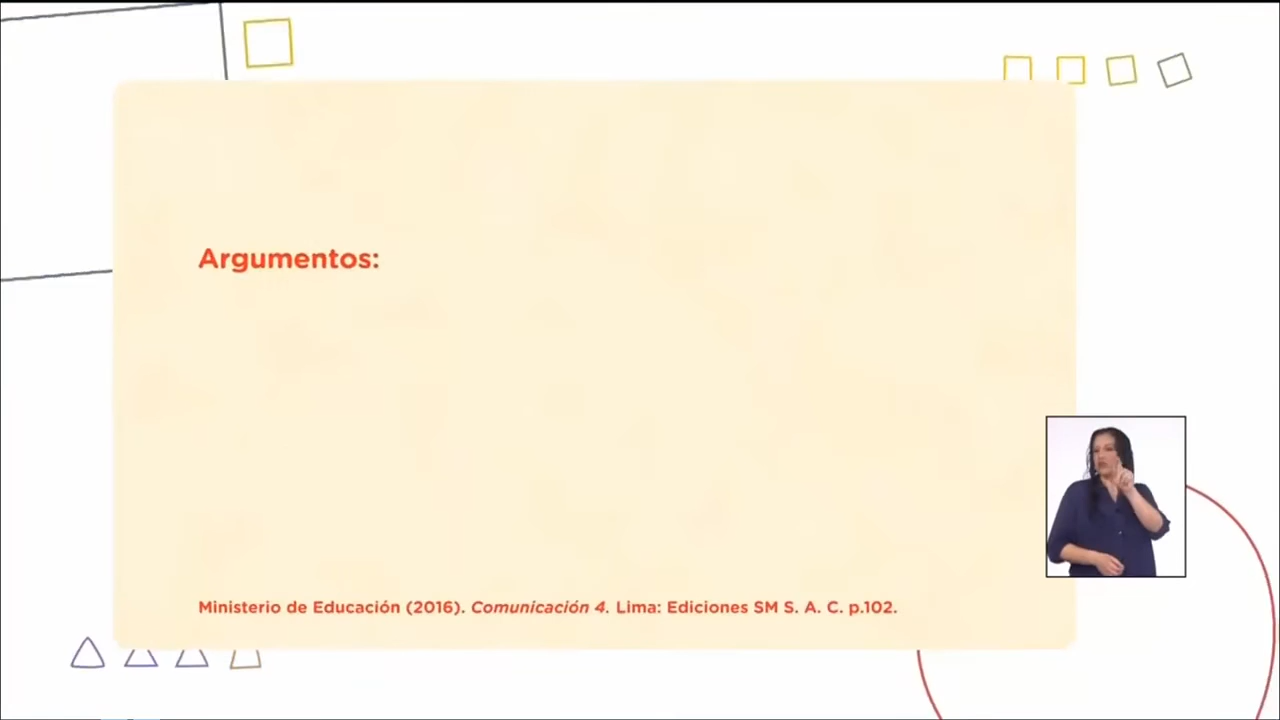 Argumentos:
Ministerio de Educación (2016). Comunicación 4. Lima: Ediciones SM S. A. C. p.102.